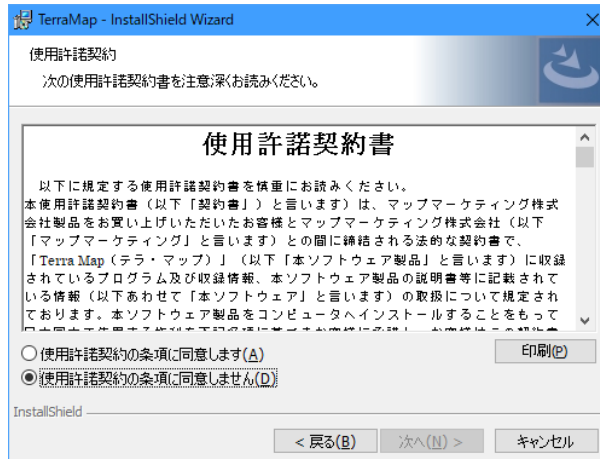 TerraMap - InstallShield Wizard
使用許諾契約
次の使用許諾契約書を注意深くお読みください。
使用許諾契約書
以下に規定する使用許諾契約書を慎重にお読みください。
本使用許諾契約書（以下「契約書」）と言います）は、マップマーケティング株式
会社製品をお買い上げいただいたお客様とマップマーケティング株式会社（以下
「マップマーケティング」と言います）との間に締結される法的な契約書で、
「Terra Map（テラ・マップ）」（以下「本ソフトウェア製品」と言います）に収録
されているプログラム及び収録情報、本ソフトウェア製品の説明書等に記載されて
いる情報（以下あわせて「本ソフトウェア」と言います）の取扱について規定され
ております。本ソフトウェア製品をコンピュータへインストールすることをもって
使用許諾契約の条項に同意します(A)
印刷(P)
使用許諾契約の条項に同意しません(D)
InstallShield
< 戻る(B)
次へ(N) >
キャンセル